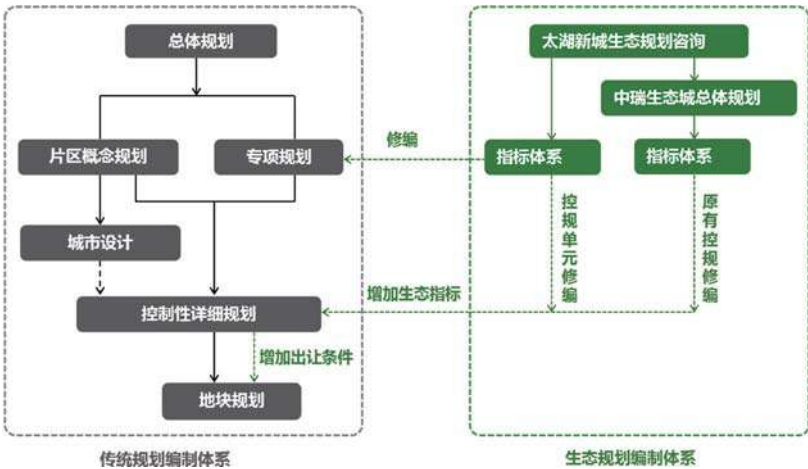 总体规划
太湖新城生态规划咨询
中瑞生态城总体规划
片区概念规划
专项规划
修编
指标体系
指标体系
城市设计
控规单元修编
原有控规修编
增加生态指标
控制性详细规划
增加出让条件
地块规划
传统规划编制体系
生态规划编制体系